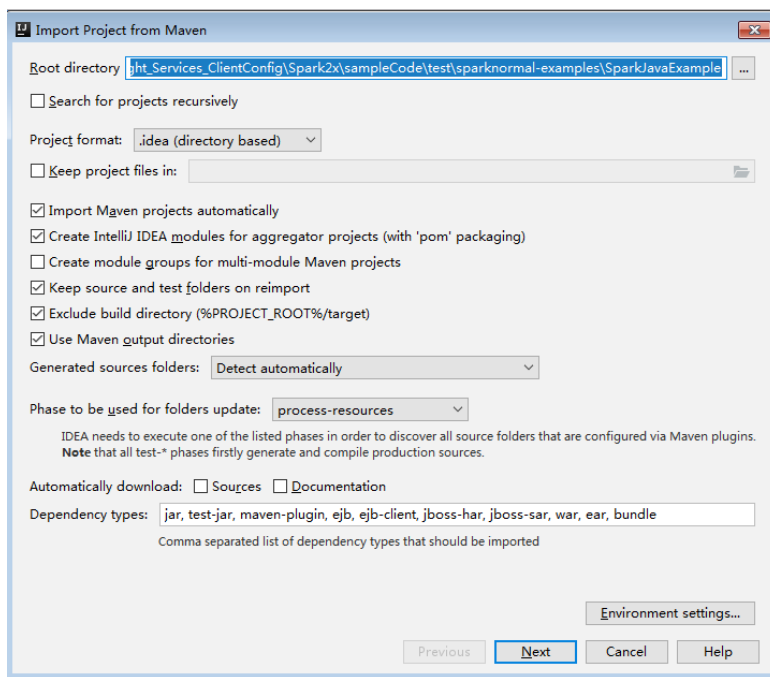 Import Project from Maven
Root directory ght_Services_ClientConfig\Spark2x\sampleCode\test\sparknormal-examples\SparkJavaExample ...
Search for projects recursively
Project format: .idea (directory based)
Keep project files in:
Import Maven projects automatically
Create IntelliJ IDEA modules for aggregator projects (with 'pom' packaging)
Create module groups for multi-module Maven projects
Keep source and test folders on reimport
Exclude build directory (%PROJECT_ROOT%/target)
Use Maven output directories
Generated sources folders: Detect automatically
Phase to be used for folders update: process-resources
IDEA needs to execute one of the listed phases in order to discover all source folders that are configured via Maven plugins.
Note that all test-* phases firstly generate and compile production sources.
Automatically download: Sources Documentation
Dependency types: jar, test-jar, maven-plugin, ejb, ejb-client, jboss-har, jboss-sar, war, ear, bundle
Comma separated list of dependency types that should be imported
Environment settings...
Previous Next Cancel Help